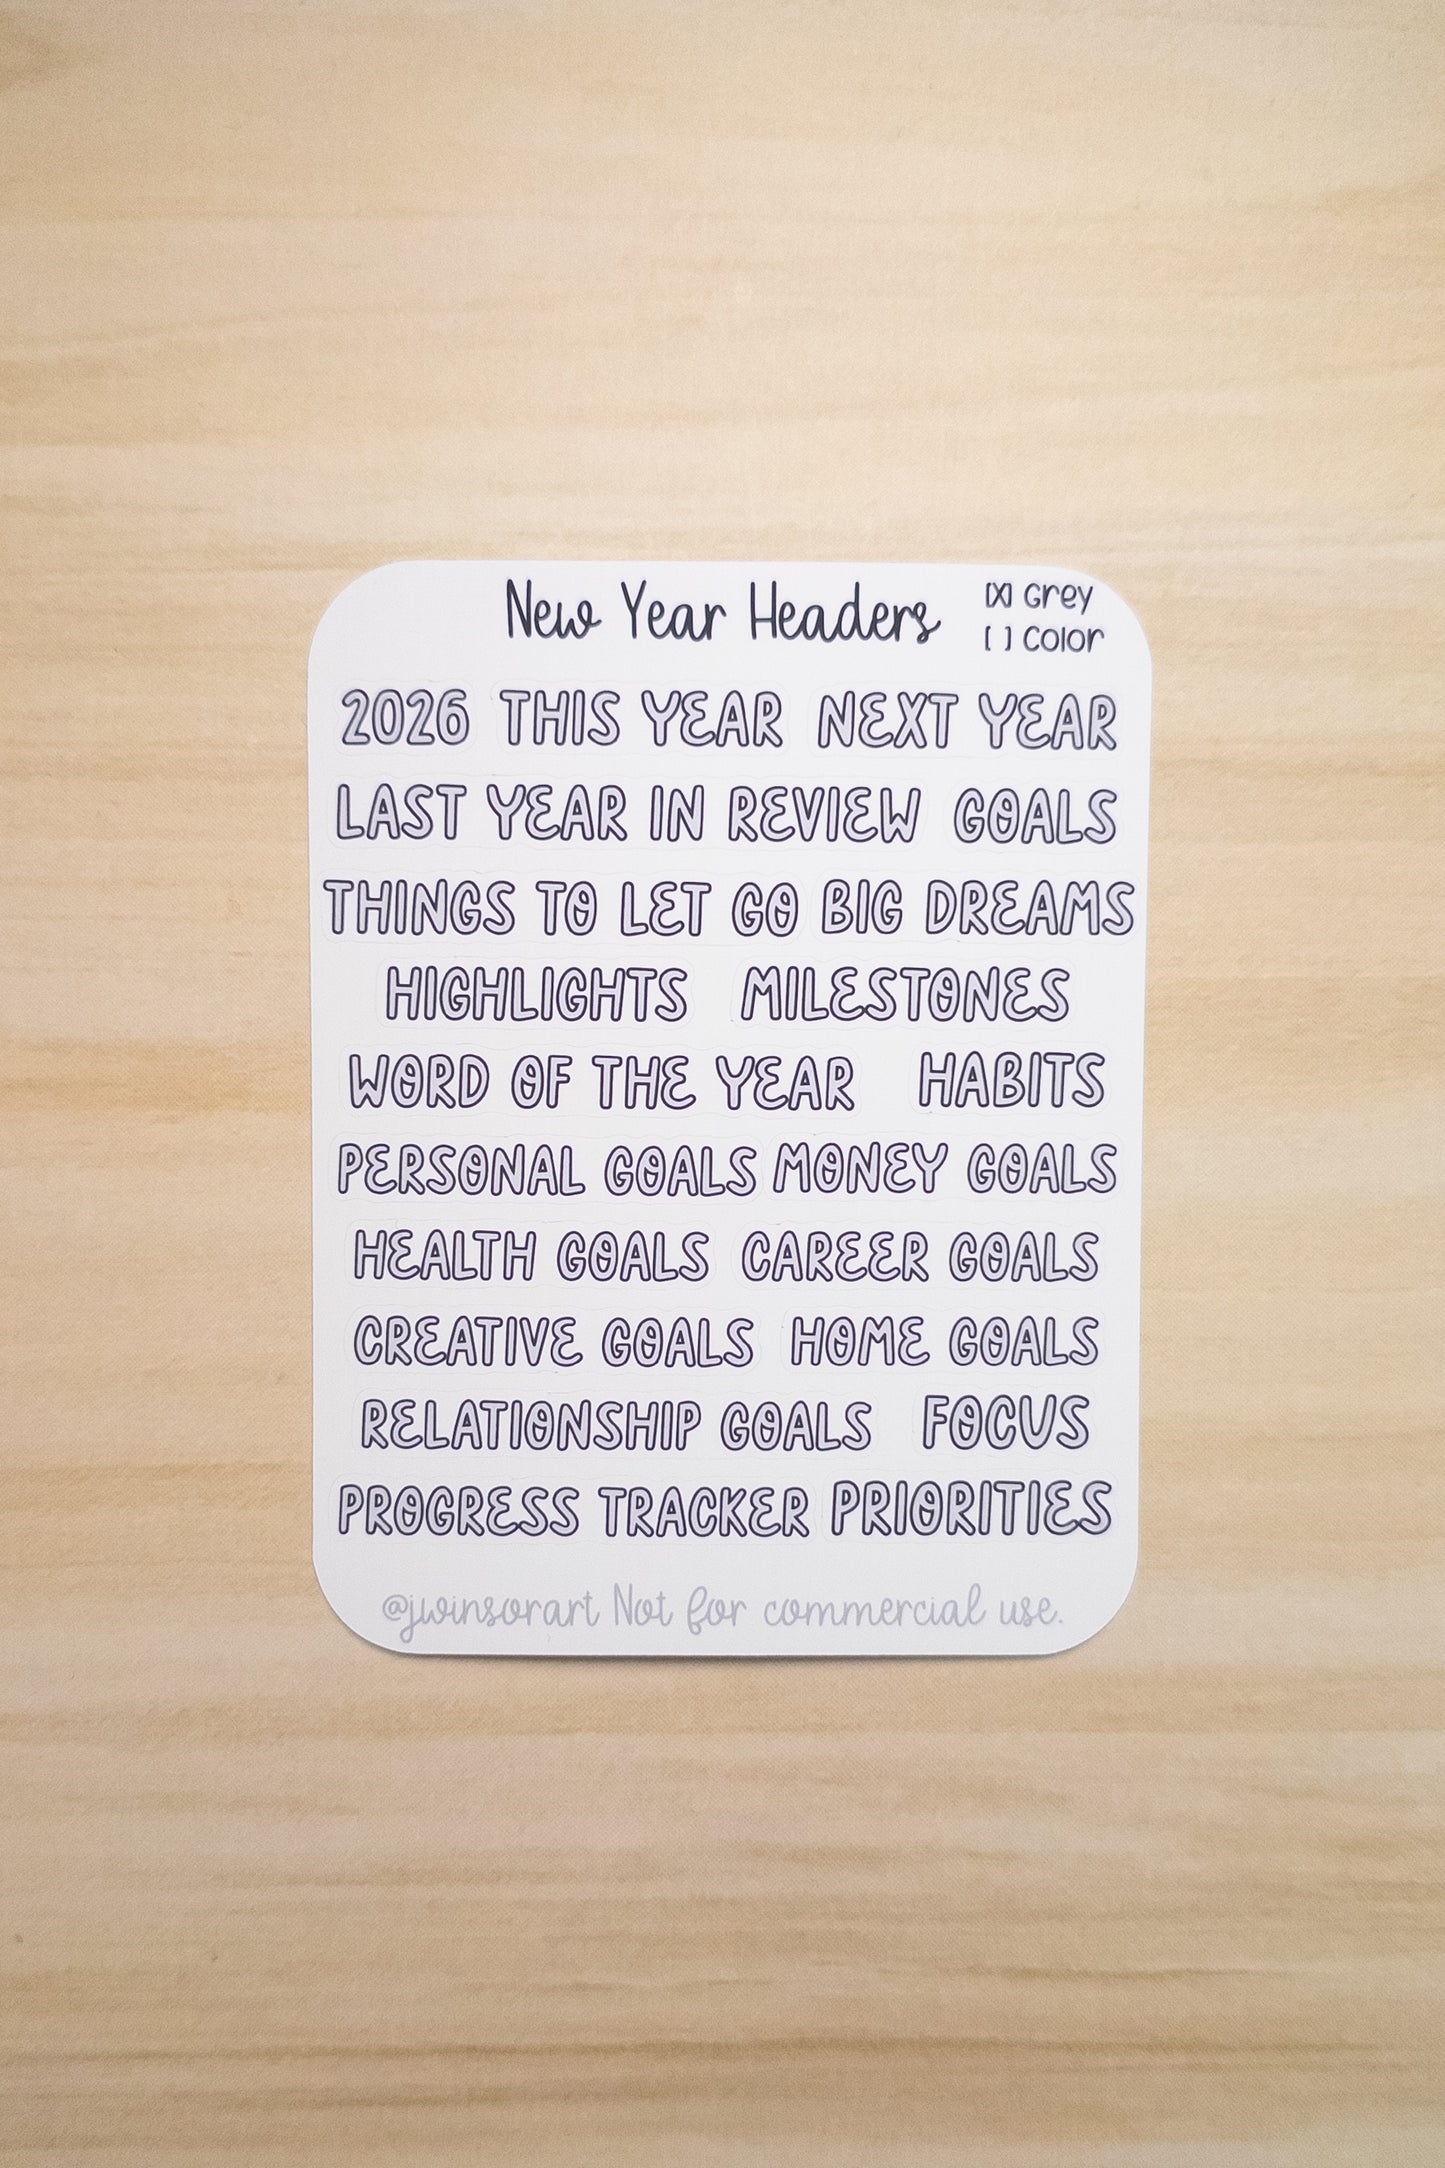 New Year Headers [X] Grey
[ ] Color
2026 THIS YEAR NEXT YEAR
LAST YEAR IN REVIEW GOALS
THINGS TO LET GO BIG DREAMS
HIGHLIGHTS MILESTONES
WORD OF THE YEAR HABITS
PERSONAL GOALS MONEY GOALS
HEALTH GOALS CAREER GOALS
CREATIVE GOALS HOME GOALS
RELATIONSHIP GOALS FOCUS
PROGRESS TRACKER PRIORITIES
@jwinsorart Not for commercial use.